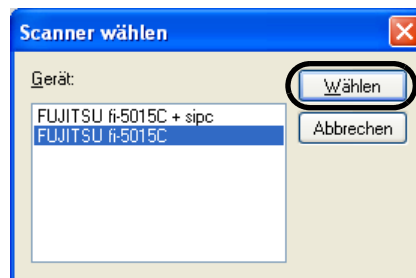 Scanner wählen
Gerät:
FUJITSU fi-5015C + sipc
FUJITSU fi-5015C
Wählen
Abbrechen